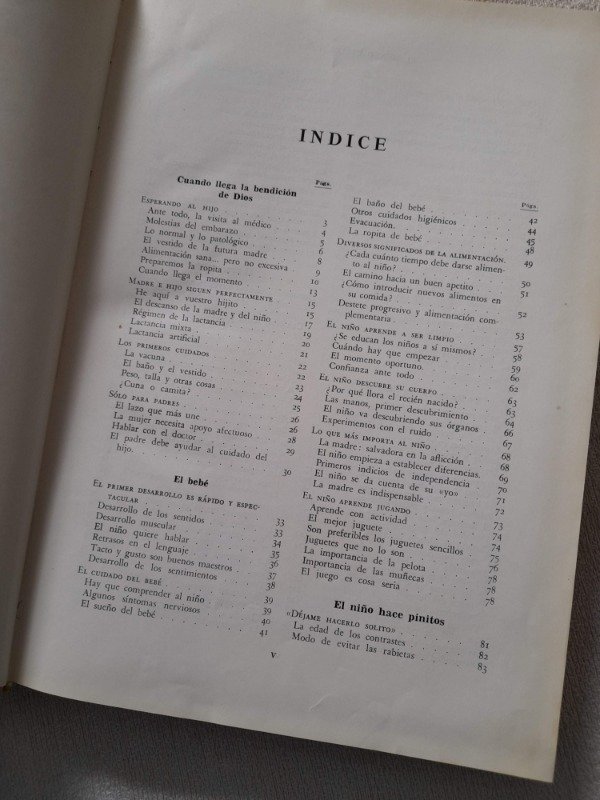 INDICE
Págs.
Cuando llega la bendición
de Dios
ESPERANDO AL HIJO . . . 3
Ante todo, la visita al médico . . . 4
Molestias del embarazo . . . 5
Lo normal y lo patológico . . . 6
El vestido de la futura madre . . . 8
Alimentación sana... pero no excesiva . . . 9
Preparemos la ropita . . . 10
Cuando llega el momento . . . 13
MADRE E HIJO SIGUEN PERFECTAMENTE . . . 15
He aquí a vuestro hijito . . . 15
El descanso de la madre y del niño . . . 17
Régimen de la lactancia . . . 19
Lactancia mixta . . . 20
Lactancia artificial . . . 21
LOS PRIMEROS CUIDADOS . . . 22
La vacuna . . . 22
El baño y el vestido . . . 23
Peso, talla y otras cosas . . . 24
¿Cuna o camita? . . . 25
SÓLO PARA PADRES . . . 26
El lazo que más une . . . 26
La mujer necesita apoyo afectuoso . . . 28
Hablar con el doctor . . . 29
El padre debe ayudar al cuidado del
hijo. . . . 30
El bebé
EL PRIMER DESARROLLO ES RÁPIDO Y ESPEC-
TACULAR . . . 33
Desarrollo de los sentidos . . . 33
Desarrollo muscular . . . 34
El niño quiere hablar . . . 35
Retrasos en el lenguaje . . . 36
Tacto y gusto son buenos maestros . . . 37
Desarrollo de los sentimientos . . . 38
EL CUIDADO DEL BEBÉ . . . 39
Hay que comprender al niño . . . 39
Algunos síntomas nerviosos . . . 40
El sueño del bebé . . . 41
Págs.
El baño del bebé . . . 42
Otros cuidados higiénicos . . . 44
Evacuación. . . . 45
La ropita de bebé . . . 48
DIVERSOS SIGNIFICADOS DE LA ALIMENTACIÓN. 49
¿Cada cuánto tiempo debe darse alimen-
to al niño? . . . 50
El camino hacia un buen apetito . . . 51
¿Cómo introducir nuevos alimentos en
su comida? . . . 52
Destete progresivo y alimentación com-
plementaria . . . 53
EL NIÑO APRENDE A SER LIMPIO . . . 57
¿Se educan los niños a sí mismos? . . . 58
Cuándo hay que empezar . . . 59
El momento oportuno. . . . 60
Confianza ante todo . . . 62
EL NIÑO DESCUBRE SU CUERPO . . . 63
¿Por qué llora el recién nacido? . . . 63
Las manos, primer descubrimiento . . . 64
El niño va descubriendo sus órganos . . . 66
Experimentos con el ruido . . . 67
LO QUE MÁS IMPORTA AL NIÑO . . . 68
La madre: salvadora en la aflicción . . . 68
El niño empieza a establecer diferencias. . . . 69
Primeros indicios de independencia . . . 70
El niño se da cuenta de su «yo» . . . 71
La madre es indispensable . . . 72
EL NIÑO APRENDE JUGANDO . . . 73
Aprende con actividad . . . 74
El mejor juguete . . . 74
Son preferibles los juguetes sencillos . . . 75
Juguetes que no lo son . . . 76
La importancia de la pelota . . . 78
Importancia de las muñecas . . . 78
El juego es cosa seria . . . 78
El niño hace pinitos
«DÉJAME HACERLO SOLITO» . . . 81
La edad de los contrastes . . . 82
Modo de evitar las rabietas . . . 83
V